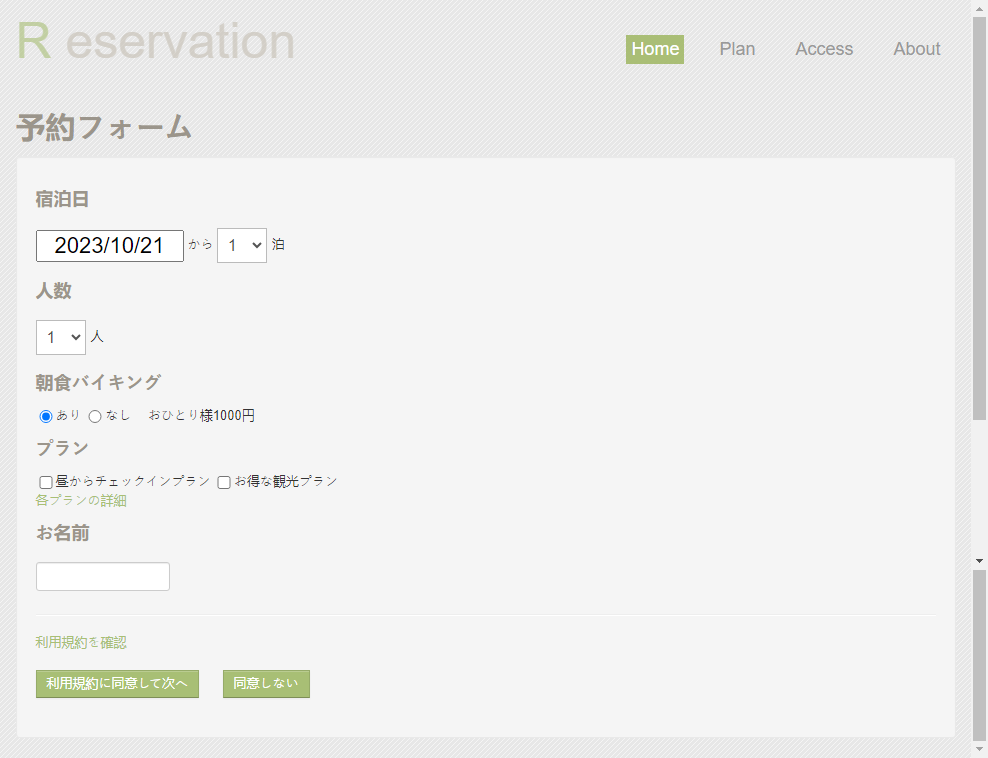 R eservation
Home Plan Access About
予約フォーム
宿泊日
2023/10/21 から 1 泊
人数
1 人
朝食バイキング
あり なし おひとり様1000円
プラン
昼からチェックインプラン お得な観光プラン
各プランの詳細
お名前
利用規約を確認
利用規約に同意して次へ 同意しない